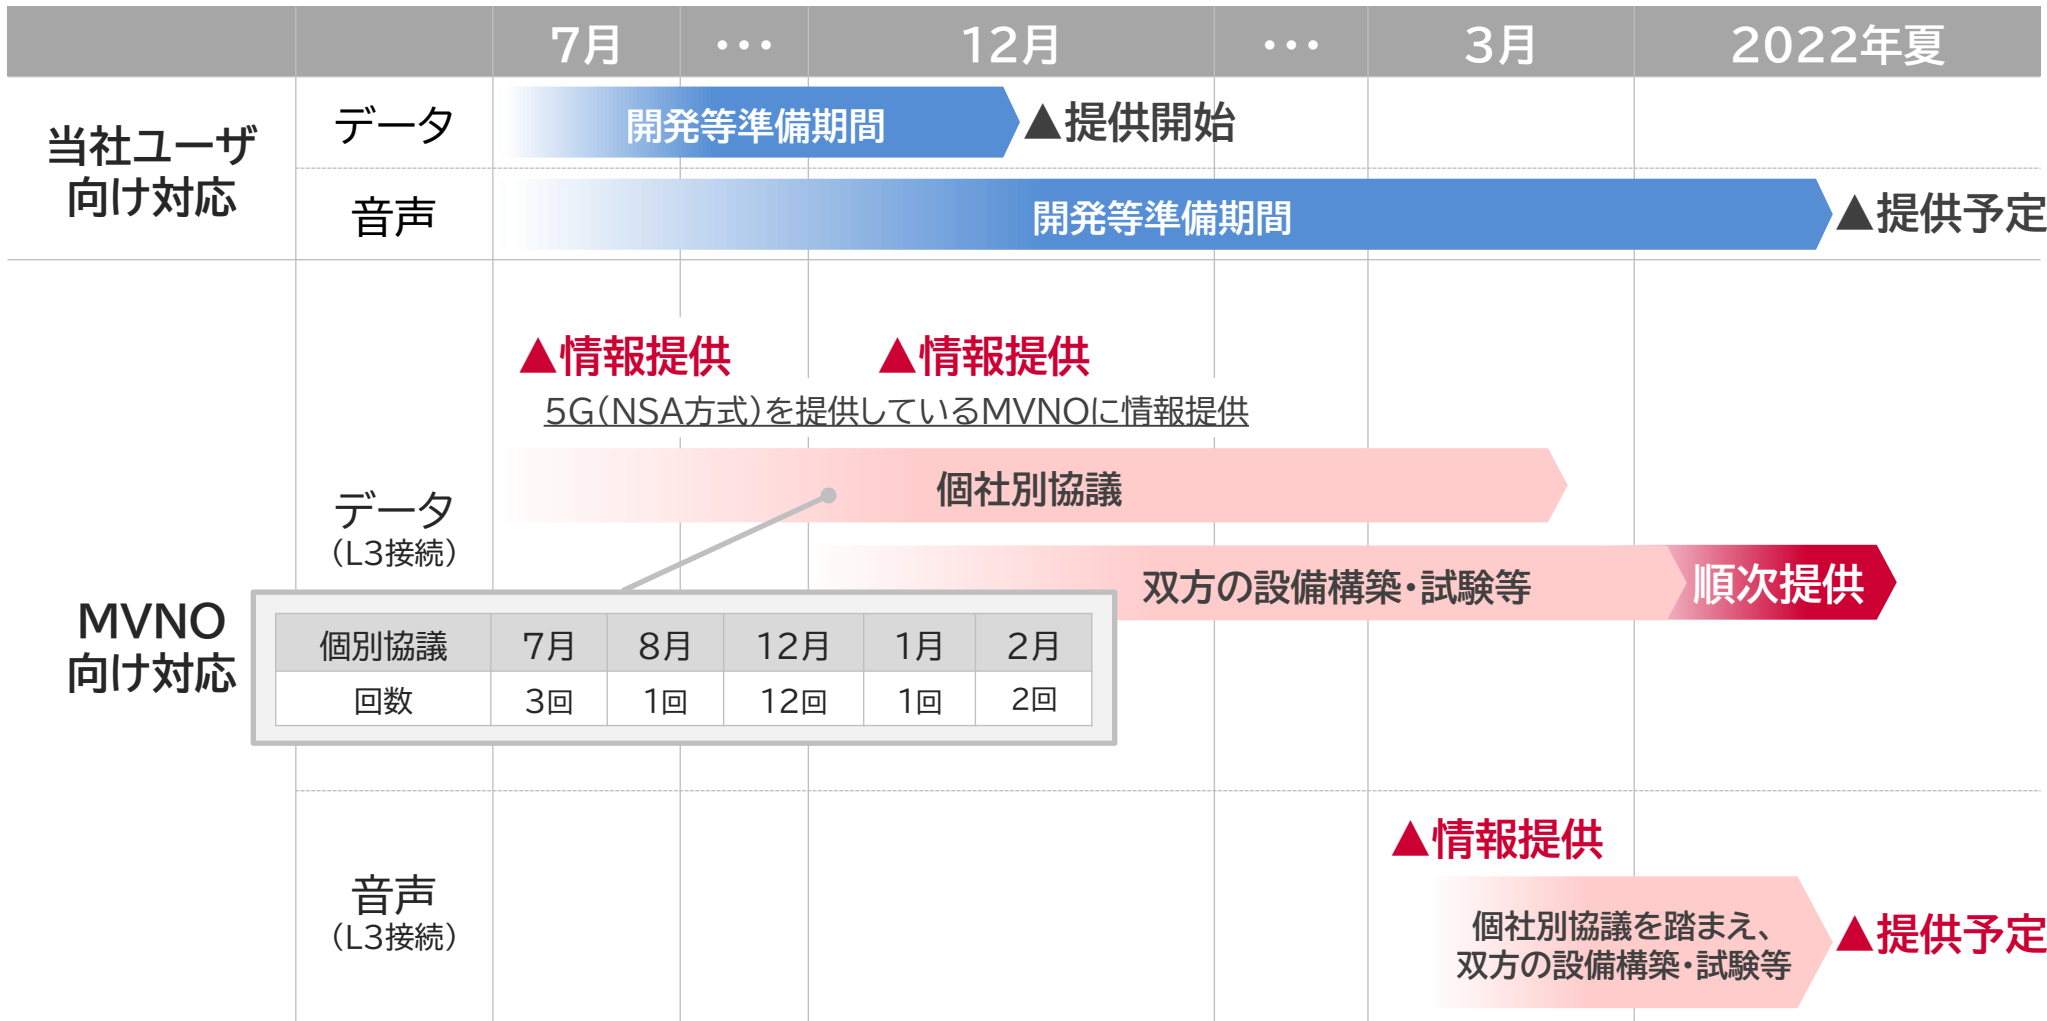 7月 ・・・ 12月 ・・・ 3月 2022年夏
当社ユーザ
向け対応
データ
開発等準備期間
▲提供開始
音声
開発等準備期間
▲提供予定
MVNO
向け対応
データ
（L3接続）
▲情報提供
▲情報提供
5G（NSA方式）を提供しているMVNOに情報提供
個社別協議
双方の設備構築・試験等
順次提供
個別協議 7月 8月 12月 1月 2月
回数 3回 1回 12回 1回 2回
音声
（L3接続）
▲情報提供
個社別協議を踏まえ、
双方の設備構築・試験等
▲提供予定